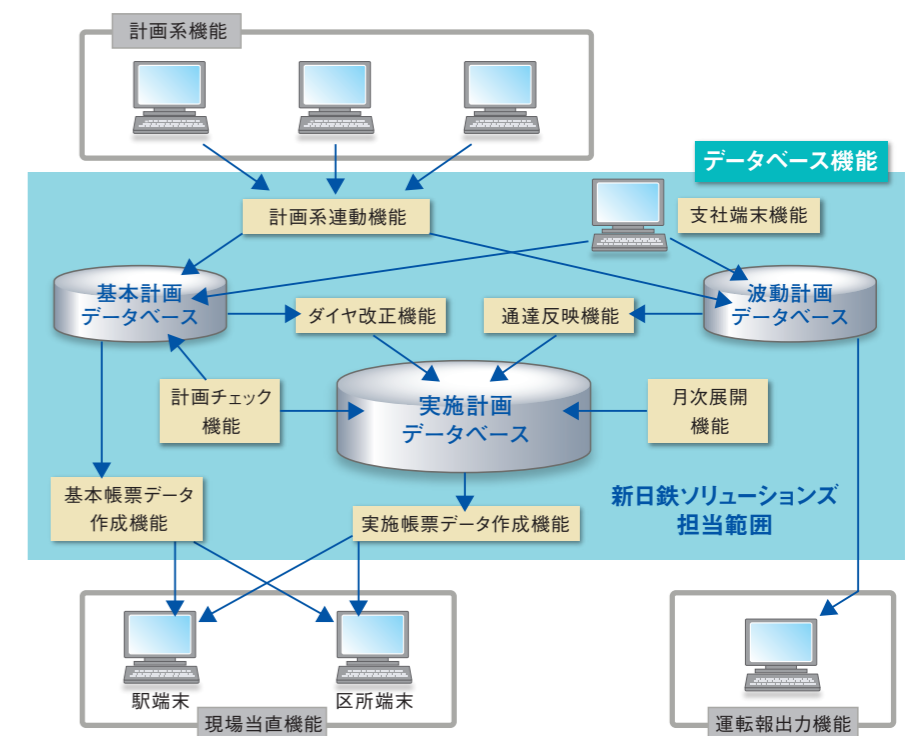 計画系機能
データベース機能
計画系連動機能
支社端末機能
基本計画
データベース
ダイヤ改正機能
通達反映機能
波動計画
データベース
計画チェック
機能
実施計画
データベース
月次展開
機能
基本帳票データ
作成機能
実施帳票データ作成機能
新日鉄ソリューションズ
担当範囲
駅端末
区所端末
現場当直機能
運転報出力機能